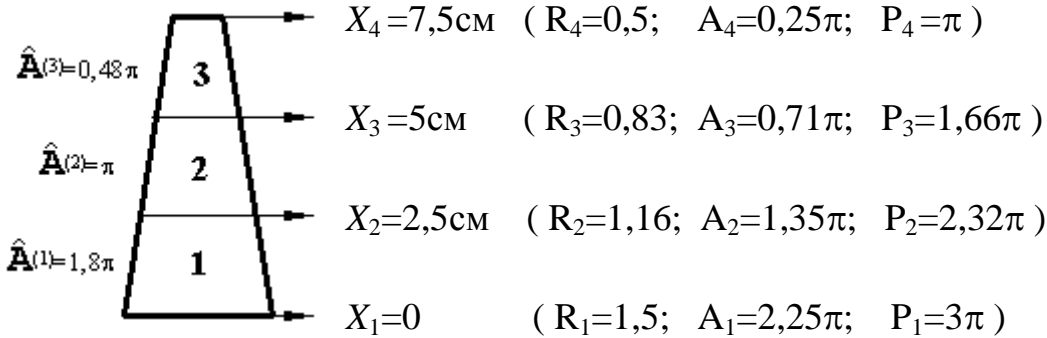 X₄=7,5см ( R₄=0,5; A₄=0,25π; P₄=π )
Â⁽³⁾=0,48π
3
X₃=5см ( R₃=0,83; A₃=0,71π; P₃=1,66π )
Â⁽²⁾=π
2
X₂=2,5см ( R₂=1,16; A₂=1,35π; P₂=2,32π )
Â⁽¹⁾=1,8π
1
X₁=0 ( R₁=1,5; A₁=2,25π; P₁=3π )